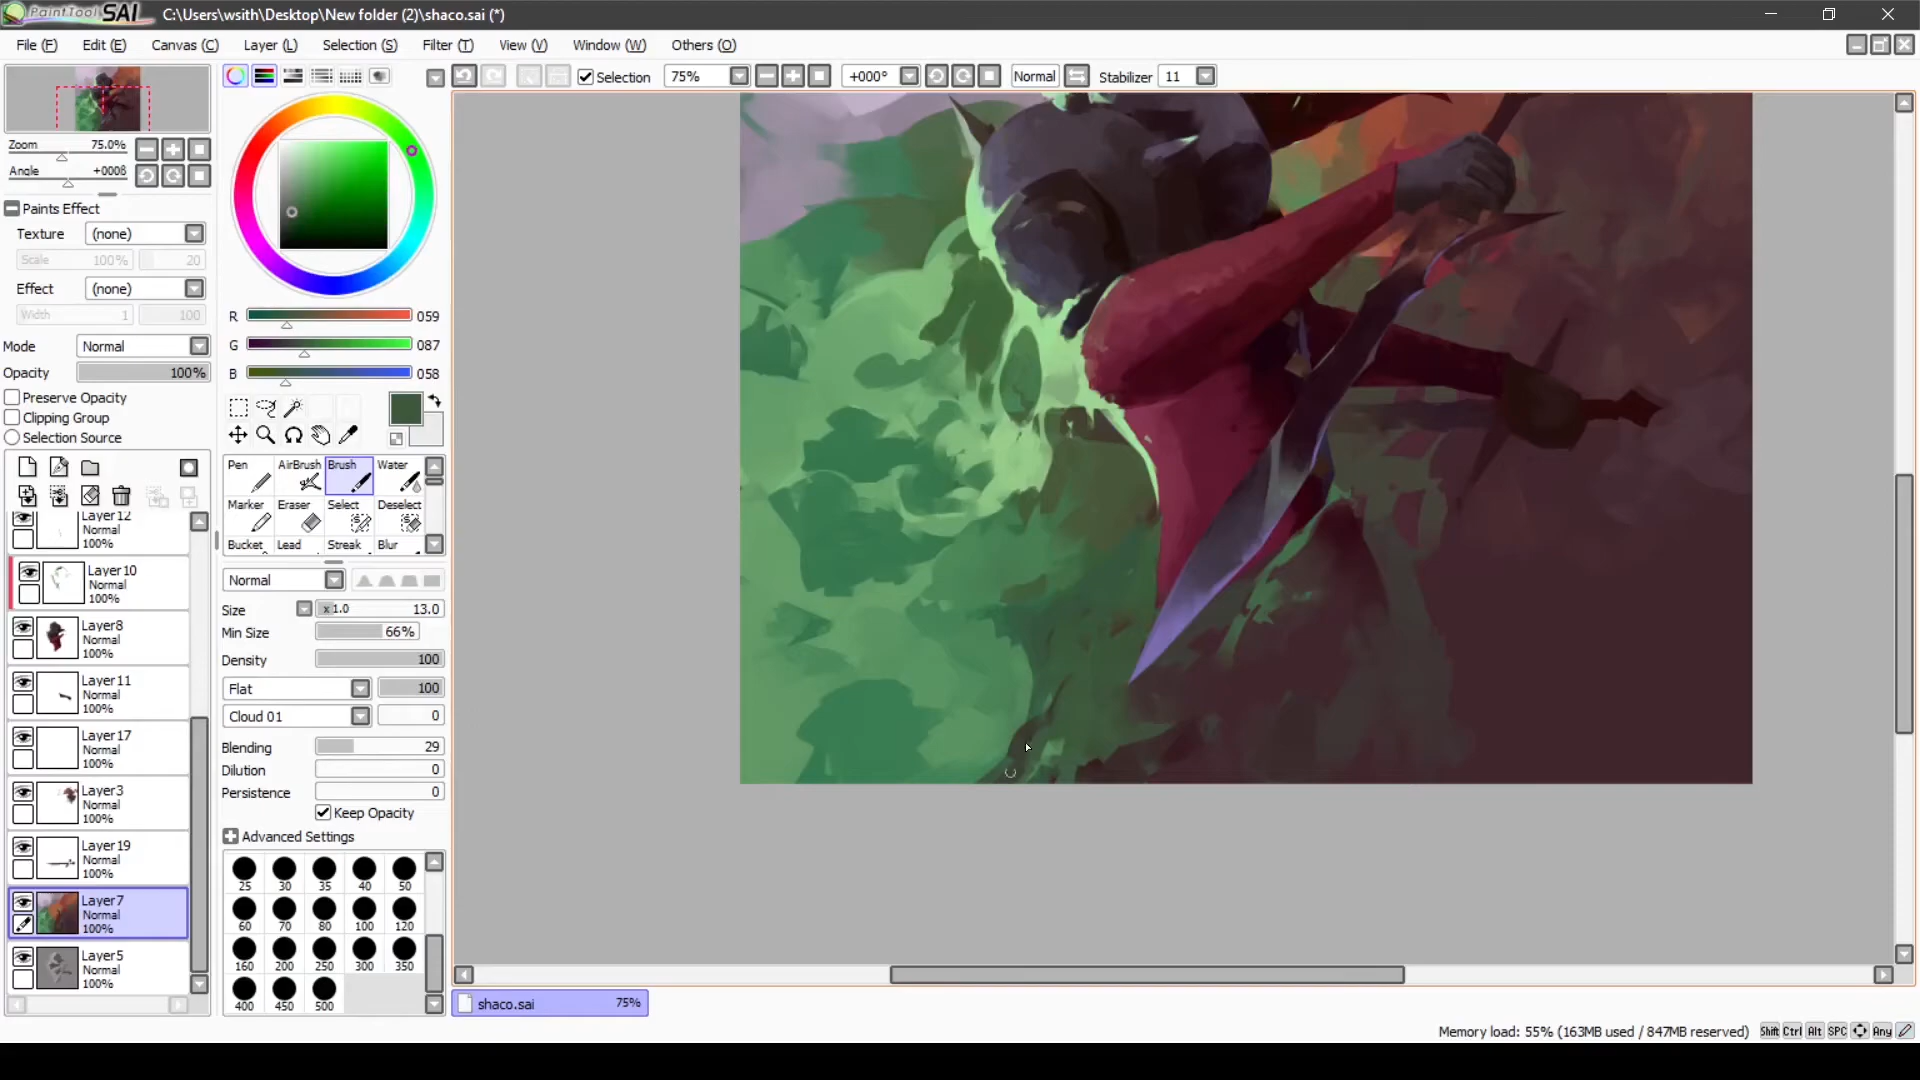 PaintTool SAI C:\Users\wsith\Desktop\New folder (2)\shaco.sai (*)
File (F) Edit (E) Canvas (C) Layer (L) Selection (S) Filter (T) View (V) Window (W) Others (O)
Selection 75% +000° Normal Stabilizer 11
Zoom 75.0%
Angle +000ß
Paints Effect
Texture (none)
Scale 100% 20
Effect (none)
Width 1 100
Mode Normal
Opacity 100%
Preserve Opacity
Clipping Group
Selection Source
Layer12
Normal
100%
Layer10
Normal
100%
Layer8
Normal
100%
Layer11
Normal
100%
Layer17
Normal
100%
Layer3
Normal
100%
Layer19
Normal
100%
Layer7
Normal
100%
Layer5
Normal
100%
R 059
G 087
B 058
Pen AirBrush Brush Water
Marker Eraser Select Deselect
Bucket Lead Streak Blur
Normal
Size x1.0 13.0
Min Size 66%
Density 100
Flat 100
Cloud 01 0
Blending 29
Dilution 0
Persistence 0
Keep Opacity
Advanced Settings
25 30 35 40 50
60 70 80 100 120
160 200 250 300 350
400 450 500
shaco.sai 75%
Memory load: 55% (163MB used / 847MB reserved) Shift Ctrl Alt SPC Any